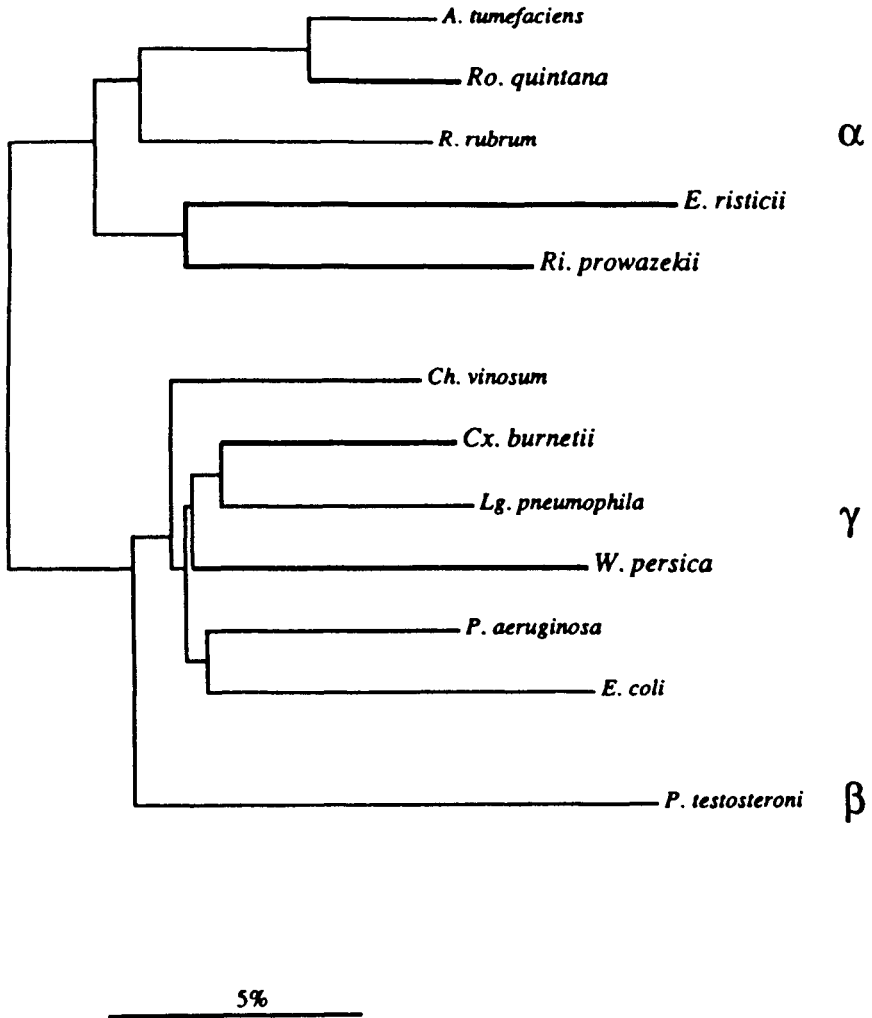 A. tumefaciens
Ro. quintana
R. rubrum
α
E. risticii
Ri. prowazekii
Ch. vinosum
Cx. burnetii
Lg. pneumophila
γ
W. persica
P. aeruginosa
E. coli
P. testosteroni
β
5%